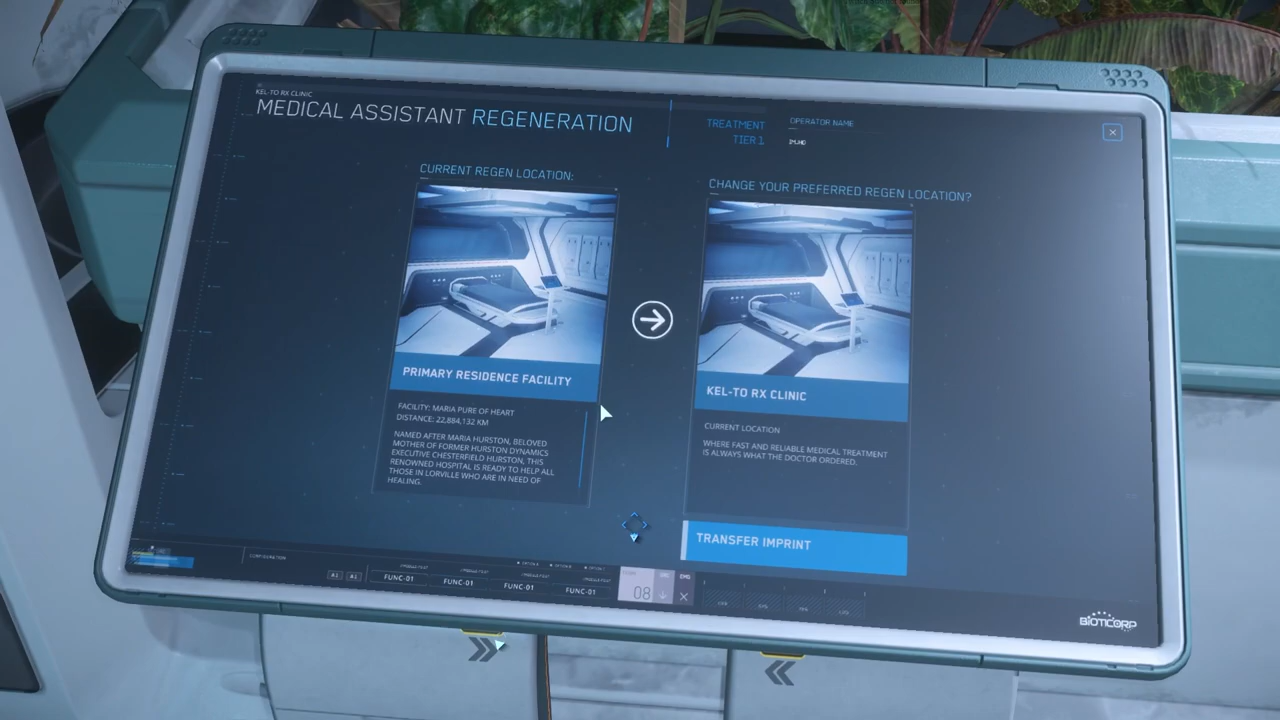 KEL-TO RX CLINIC
MEDICAL ASSISTANT REGENERATION
TREATMENT
TIER 1
OPERATOR NAME
CURRENT REGEN LOCATION:
CHANGE YOUR PREFERRED REGEN LOCATION?
PRIMARY RESIDENCE FACILITY
FACILITY: MARIA PURE OF HEART
DISTANCE: 22,884,132 KM
NAMED AFTER MARIA HURSTON, BELOVED
MOTHER OF FORMER HURSTON DYNAMICS
EXECUTIVE CHESTERFIELD HURSTON, THIS
RENOWNED HOSPITAL IS READY TO HELP ALL
THOSE IN LORVILLE WHO ARE IN NEED OF
HEALING.
KEL-TO RX CLINIC
CURRENT LOCATION
WHERE FAST AND RELIABLE MEDICAL TREATMENT
IS ALWAYS WHAT THE DOCTOR ORDERED.
TRANSFER IMPRINT
FUNC-01
FUNC-01
FUNC-01
FUNC-01
08
BIOTICORP